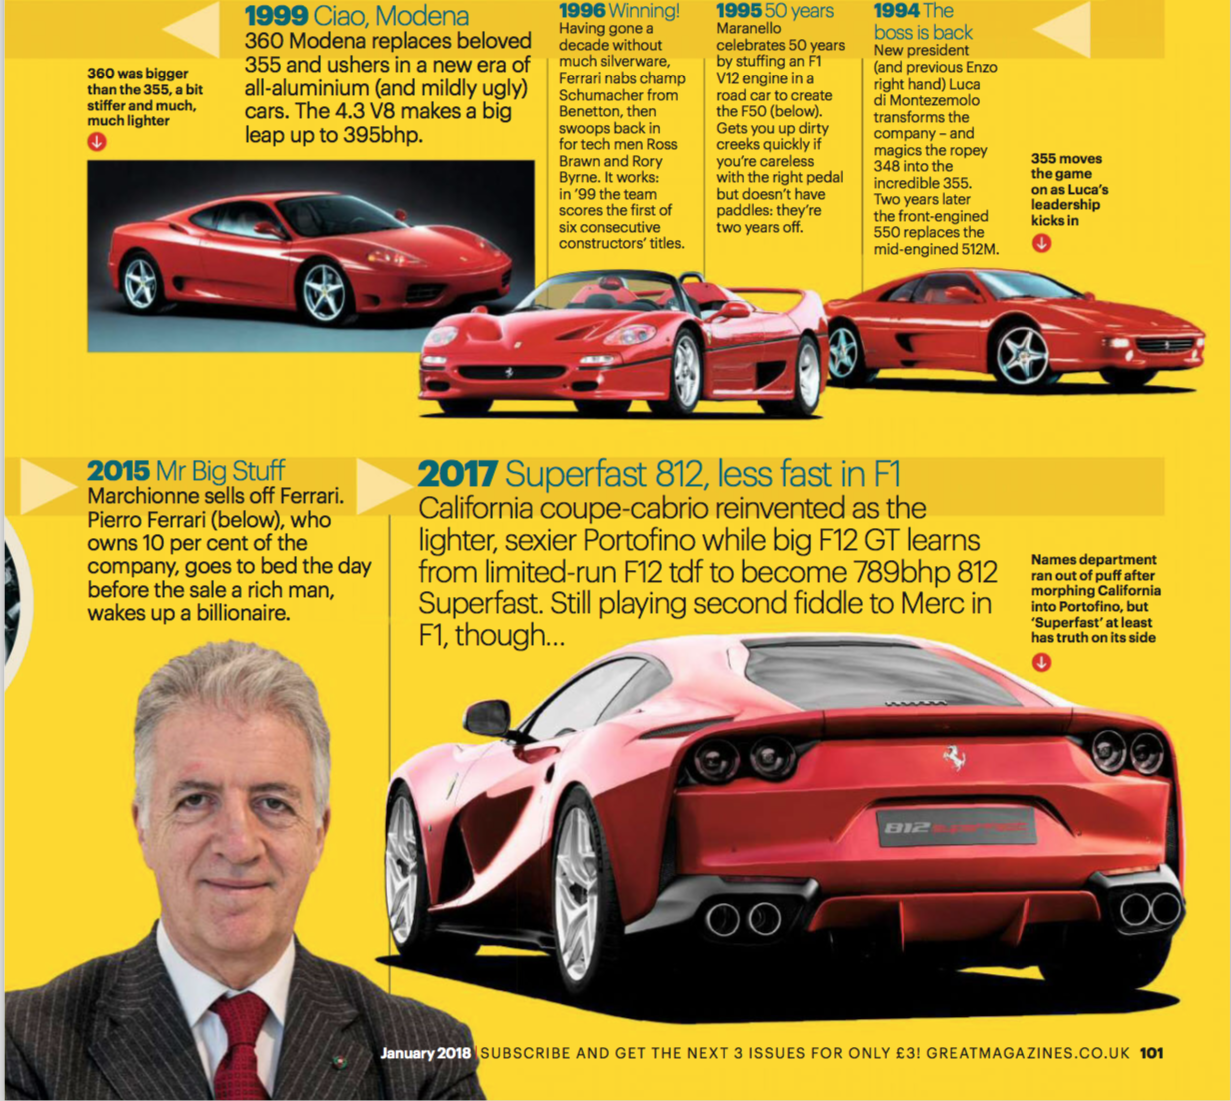 1999 Ciao, Modena
360 Modena replaces beloved
355 and ushers in a new era of
all-aluminium (and mildly ugly)
cars. The 4.3 V8 makes a big
leap up to 395bhp.
360 was bigger
than the 355, a bit
stiffer and much,
much lighter
1996 Winning!
Having gone a
decade without
much silverware,
Ferrari nabs champ
Schumacher from
Benetton, then
swoops back in
for tech men Ross
Brawn and Rory
Byrne. It works:
in ’99 the team
scores the first of
six consecutive
constructors’ titles.
1995 50 years
Maranello
celebrates 50 years
by stuffing an F1
V12 engine in a
road car to create
the F50 (below).
Gets you up dirty
creeks quickly if
you’re careless
with the right pedal
but doesn’t have
paddles: they’re
two years off.
1994 The
boss is back
New president
(and previous Enzo
right hand) Luca
di Montezemolo
transforms the
company – and
magics the ropey
348 into the
incredible 355.
Two years later
the front-engined
550 replaces the
mid-engined 512M.
355 moves
the game
on as Luca’s
leadership
kicks in
2015 Mr Big Stuff
Marchionne sells off Ferrari.
Pierro Ferrari (below), who
owns 10 per cent of the
company, goes to bed the day
before the sale a rich man,
wakes up a billionaire.
2017 Superfast 812, less fast in F1
California coupe-cabrio reinvented as the
lighter, sexier Portofino while big F12 GT learns
from limited-run F12 tdf to become 789bhp 812
Superfast. Still playing second fiddle to Merc in
F1, though...
Names department
ran out of puff after
morphing California
into Portofino, but
‘Superfast’ at least
has truth on its side
812 Superfast
January 2018 SUBSCRIBE AND GET THE NEXT 3 ISSUES FOR ONLY £3! GREATMAGAZINES.CO.UK 101